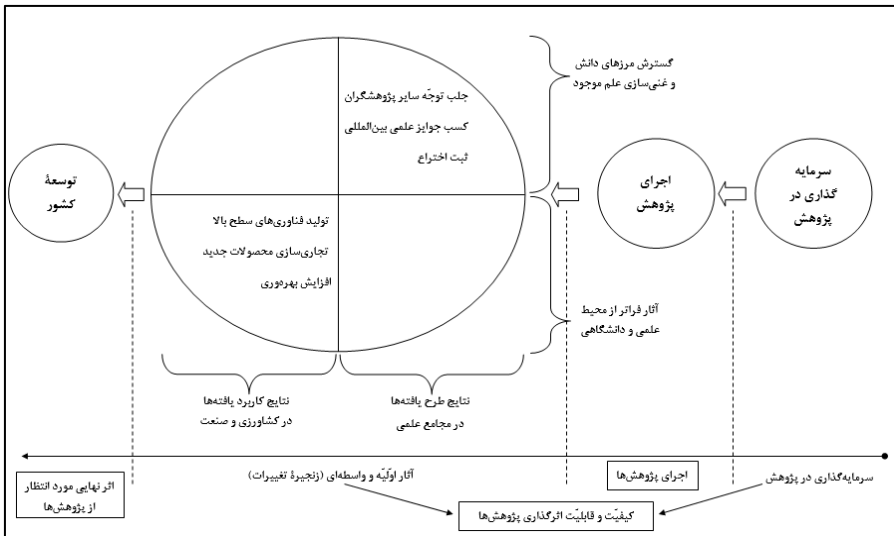 گسترش مرزهای دانش
و غنی‌سازی علم موجود
جلب توجّه سایر پژوهشگران
کسب جوایز علمی بین‌المللی
ثبت اختراع
سرمایه
گذاری در
پژوهش
اجرای
پژوهش
توسعهٔ
کشور
تولید فناوری‌های سطح بالا
تجاری‌سازی محصولات جدید
افزایش بهره‌وری
آثار فراتر از محیط
علمی و دانشگاهی
نتایج طرح یافته‌ها
در مجامع علمی
نتایج کاربرد یافته‌ها
در کشاورزی و صنعت
سرمایه‌گذاری در پژوهش
اجرای پژوهش‌ها
آثار اوّلیّه و واسطه‌ای (زنجیرهٔ تغییرات)
اثر نهایی مورد انتظار
از پژوهش‌ها
کیفیّت و قابلیّت اثرگذاری پژوهش‌ها